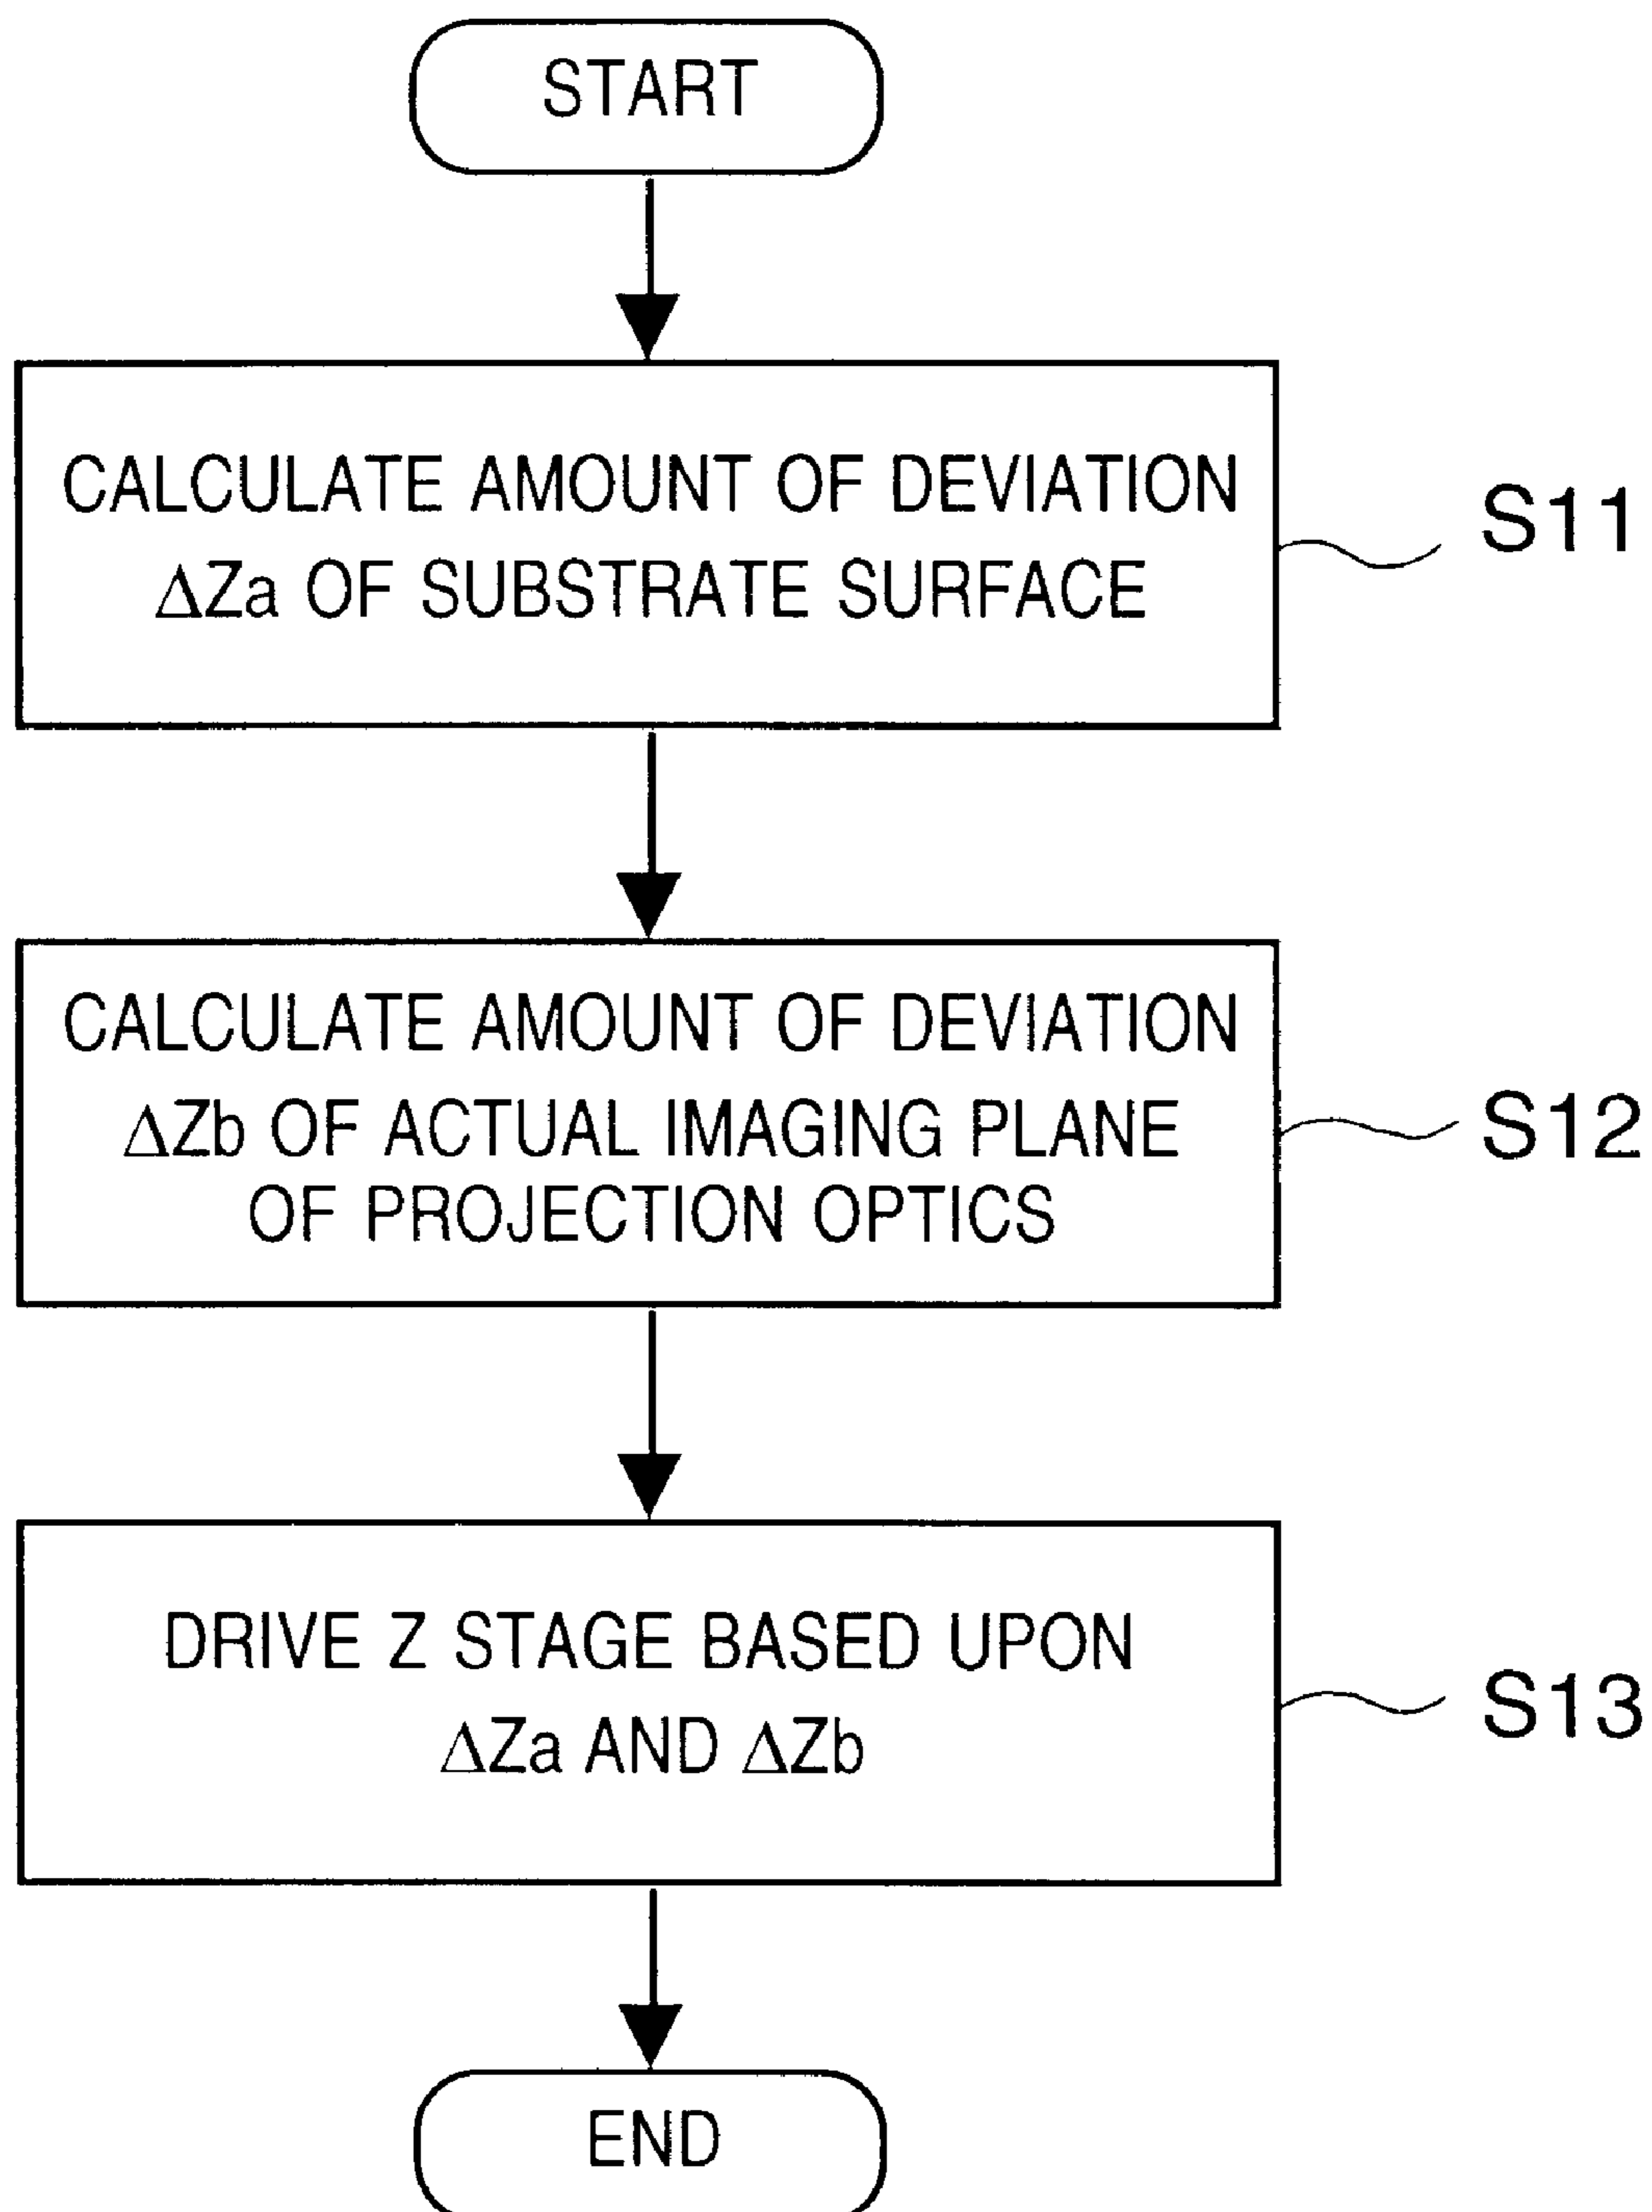 START
CALCULATE AMOUNT OF DEVIATION
ΔZa OF SUBSTRATE SURFACE
S11
CALCULATE AMOUNT OF DEVIATION
ΔZb OF ACTUAL IMAGING PLANE
OF PROJECTION OPTICS
S12
DRIVE Z STAGE BASED UPON
ΔZa AND ΔZb
S13
END